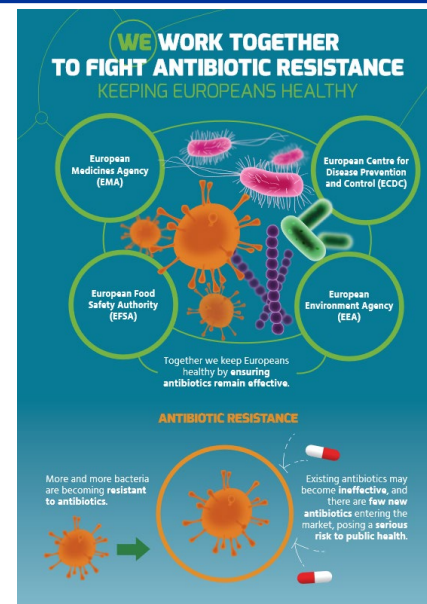 WE WORK TOGETHER
TO FIGHT ANTIBIOTIC RESISTANCE
KEEPING EUROPEANS HEALTHY
European
Medicines Agency
(EMA)
European Centre for
Disease Prevention
and Control (ECDC)
European Food
Safety Authority
(EFSA)
European
Environment Agency
(EEA)
Together we keep Europeans
healthy by ensuring
antibiotics remain effective.
ANTIBIOTIC RESISTANCE
More and more bacteria
are becoming resistant
to antibiotics.
Existing antibiotics may
become ineffective, and
there are few new
antibiotics entering the
market, posing a serious
risk to public health.